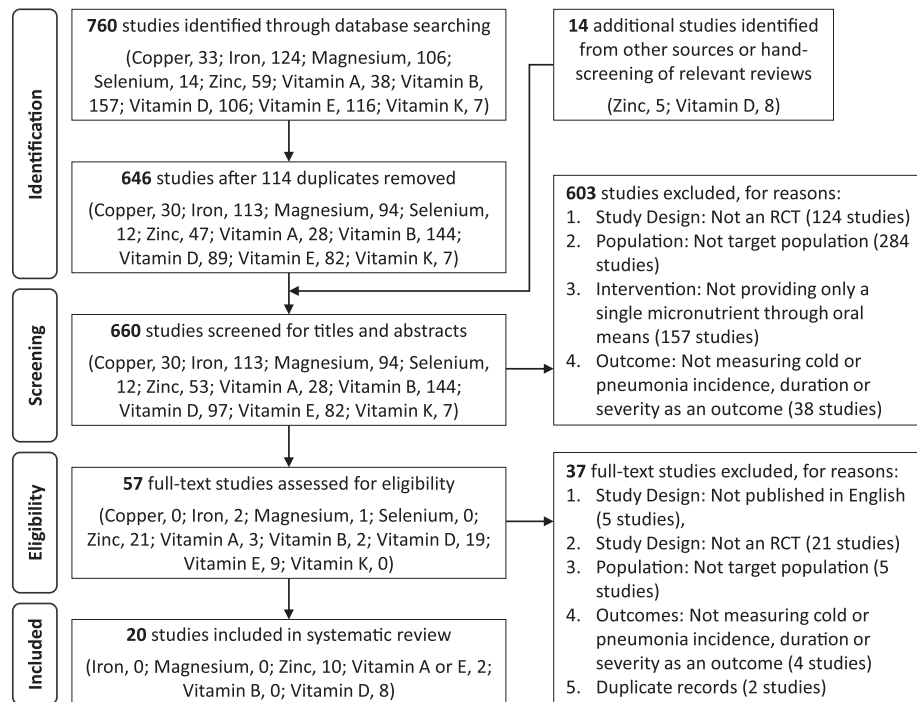 760 studies identified through database searching
(Copper, 33; Iron, 124; Magnesium, 106;
Selenium, 14; Zinc, 59; Vitamin A, 38; Vitamin B,
157; Vitamin D, 106; Vitamin E, 116; Vitamin K, 7)
14 additional studies identified
from other sources or hand-
screening of relevant reviews
(Zinc, 5; Vitamin D, 8)
Identification
646 studies after 114 duplicates removed
(Copper, 30; Iron, 113; Magnesium, 94; Selenium,
12; Zinc, 47; Vitamin A, 28; Vitamin B, 144;
Vitamin D, 89; Vitamin E, 82; Vitamin K, 7)
603 studies excluded, for reasons:
1. Study Design: Not an RCT (124 studies)
2. Population: Not target population (284
studies)
3. Intervention: Not providing only a
single micronutrient through oral
means (157 studies)
4. Outcome: Not measuring cold or
pneumonia incidence, duration or
severity as an outcome (38 studies)
Screening
660 studies screened for titles and abstracts
(Copper, 30; Iron, 113; Magnesium, 94; Selenium,
12; Zinc, 53; Vitamin A, 28; Vitamin B, 144;
Vitamin D, 97; Vitamin E, 82; Vitamin K, 7)
Eligibility
57 full-text studies assessed for eligibility
(Copper, 0; Iron, 2; Magnesium, 1; Selenium, 0;
Zinc, 21; Vitamin A, 3; Vitamin B, 2; Vitamin D, 19;
Vitamin E, 9; Vitamin K, 0)
37 full-text studies excluded, for reasons:
1. Study Design: Not published in English
(5 studies),
2. Study Design: Not an RCT (21 studies)
3. Population: Not target population (5
studies)
4. Outcomes: Not measuring cold or
pneumonia incidence, duration or
severity as an outcome (4 studies)
5. Duplicate records (2 studies)
Included
20 studies included in systematic review
(Iron, 0; Magnesium, 0; Zinc, 10; Vitamin A or E, 2;
Vitamin B, 0; Vitamin D, 8)